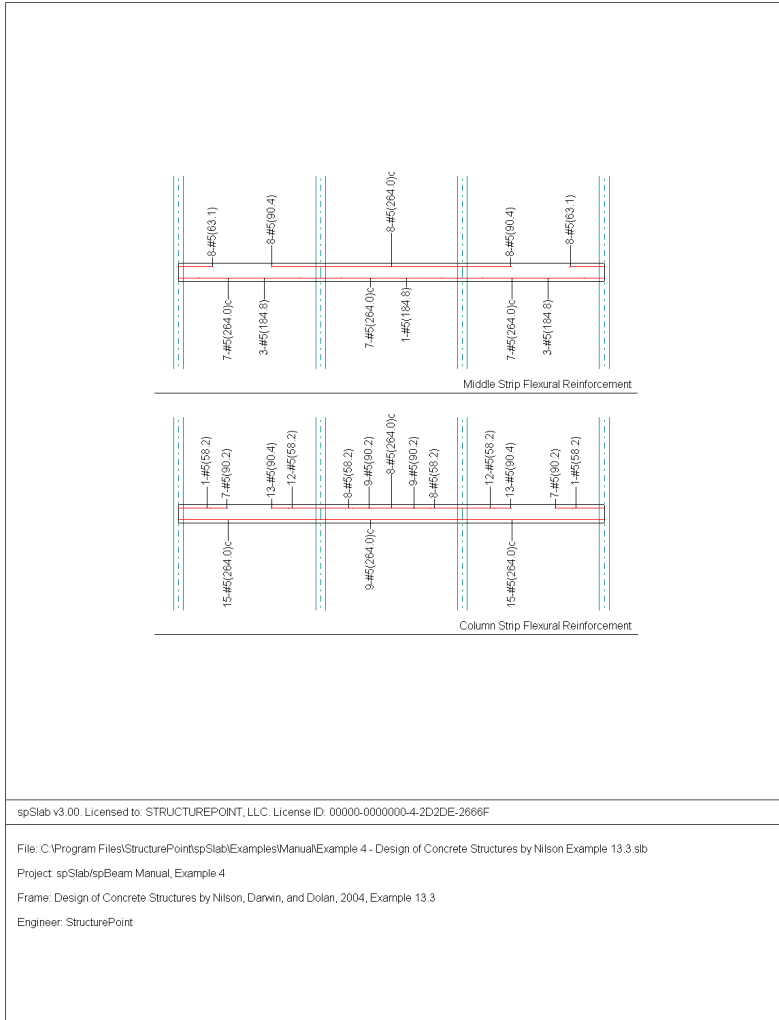 8-#5(63.1)
8-#5(90.4)
8-#5(264.0)c
8-#5(90.4)
8-#5(63.1)
7-#5(264.0)c
3-#5(184.8)
7-#5(264.0)c
1-#5(184.8)
7-#5(264.0)c
3-#5(184.8)
Middle Strip Flexural Reinforcement
1-#5(58.2)
7-#5(90.2)
13-#5(90.4)
12-#5(58.2)
8-#5(58.2)
9-#5(90.2)
8-#5(264.0)c
9-#5(90.2)
8-#5(58.2)
12-#5(58.2)
13-#5(90.4)
7-#5(90.2)
1-#5(58.2)
15-#5(264.0)c
9-#5(264.0)c
15-#5(264.0)c
Column Strip Flexural Reinforcement
spSlab v3.00. Licensed to: STRUCTUREPOINT, LLC. License ID: 00000-0000000-4-2D2DE-2666F
File: C:\Program Files\StructurePoint\spSlab\Examples\Manual\Example 4 - Design of Concrete Structures by Nilson Example 13.3.slb
Project: spSlab/spBeam Manual, Example 4
Frame: Design of Concrete Structures by Nilson, Darwin, and Dolan, 2004, Example 13.3
Engineer: StructurePoint